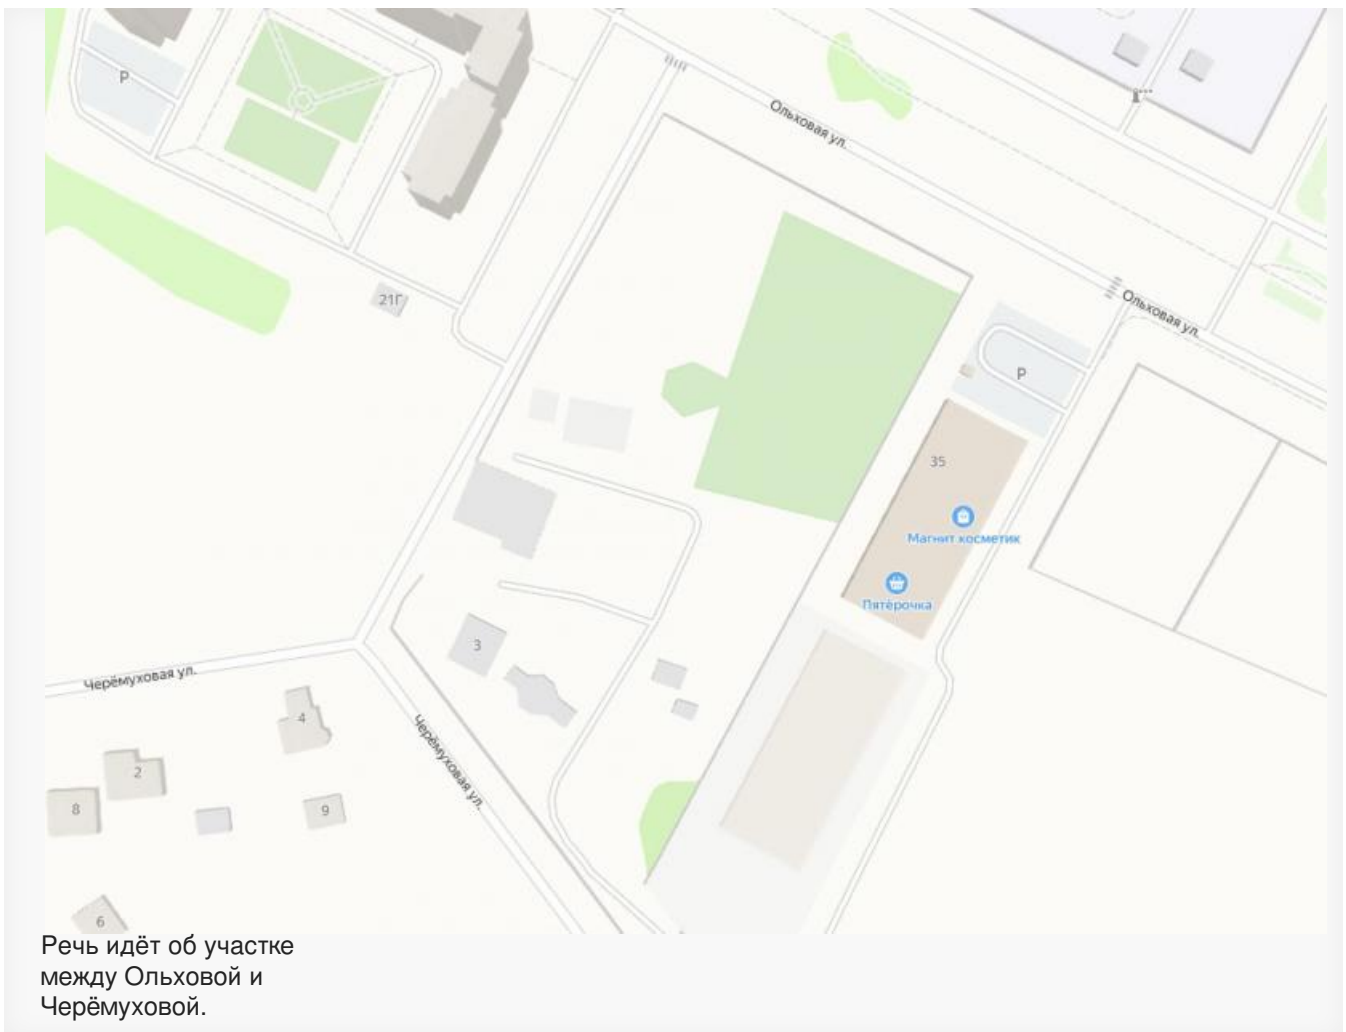 P
Ольховая ул.
21Г
Ольховая ул.
P
35
Магнит косметик
Пятёрочка
3
Черёмуховая ул.
4
Черёмуховая ул.
2
8
9
6
Речь идёт об участке
между Ольховой и
Черёмуховой.